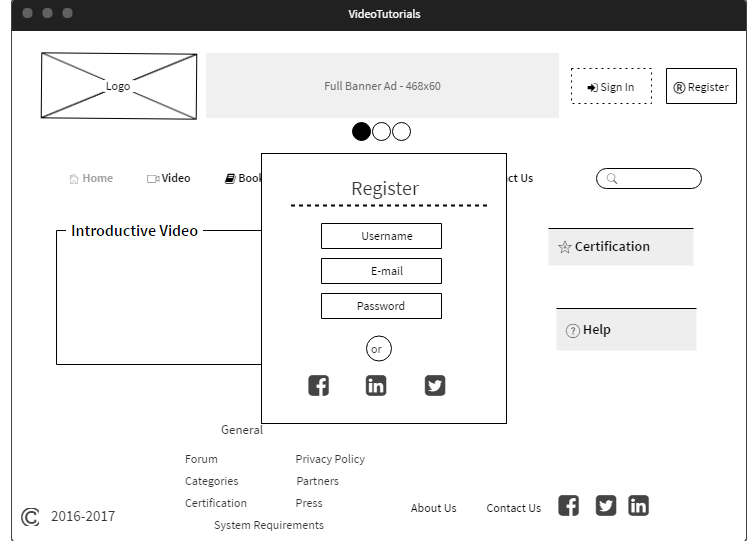 VideoTutorials
Logo
Full Banner Ad - 468x60
Sign In
® Register
Home
Video
Book
ct Us
Register
Introductive Video
Username
E-mail
Password
or
Certification
? Help
General
Forum
Privacy Policy
Categories
Partners
Certification
Press
System Requirements
About Us
Contact Us
© 2016-2017